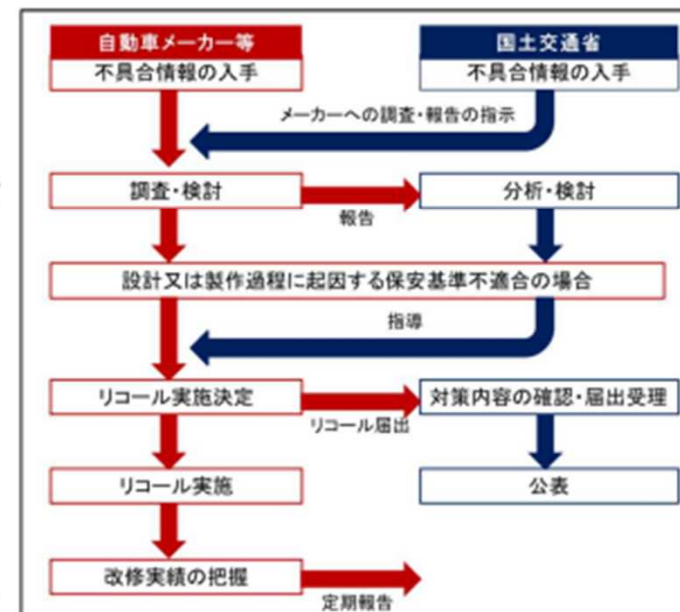 自動車メーカー等
国土交通省
不具合情報の入手
不具合情報の入手
メーカーへの調査・報告の指示
調査・検討
分析・検討
報告
設計又は製作過程に起因する保安基準不適合の場合
指導
リコール実施決定
対策内容の確認・届出受理
リコール届出
リコール実施
公表
改修実績の把握
定期報告